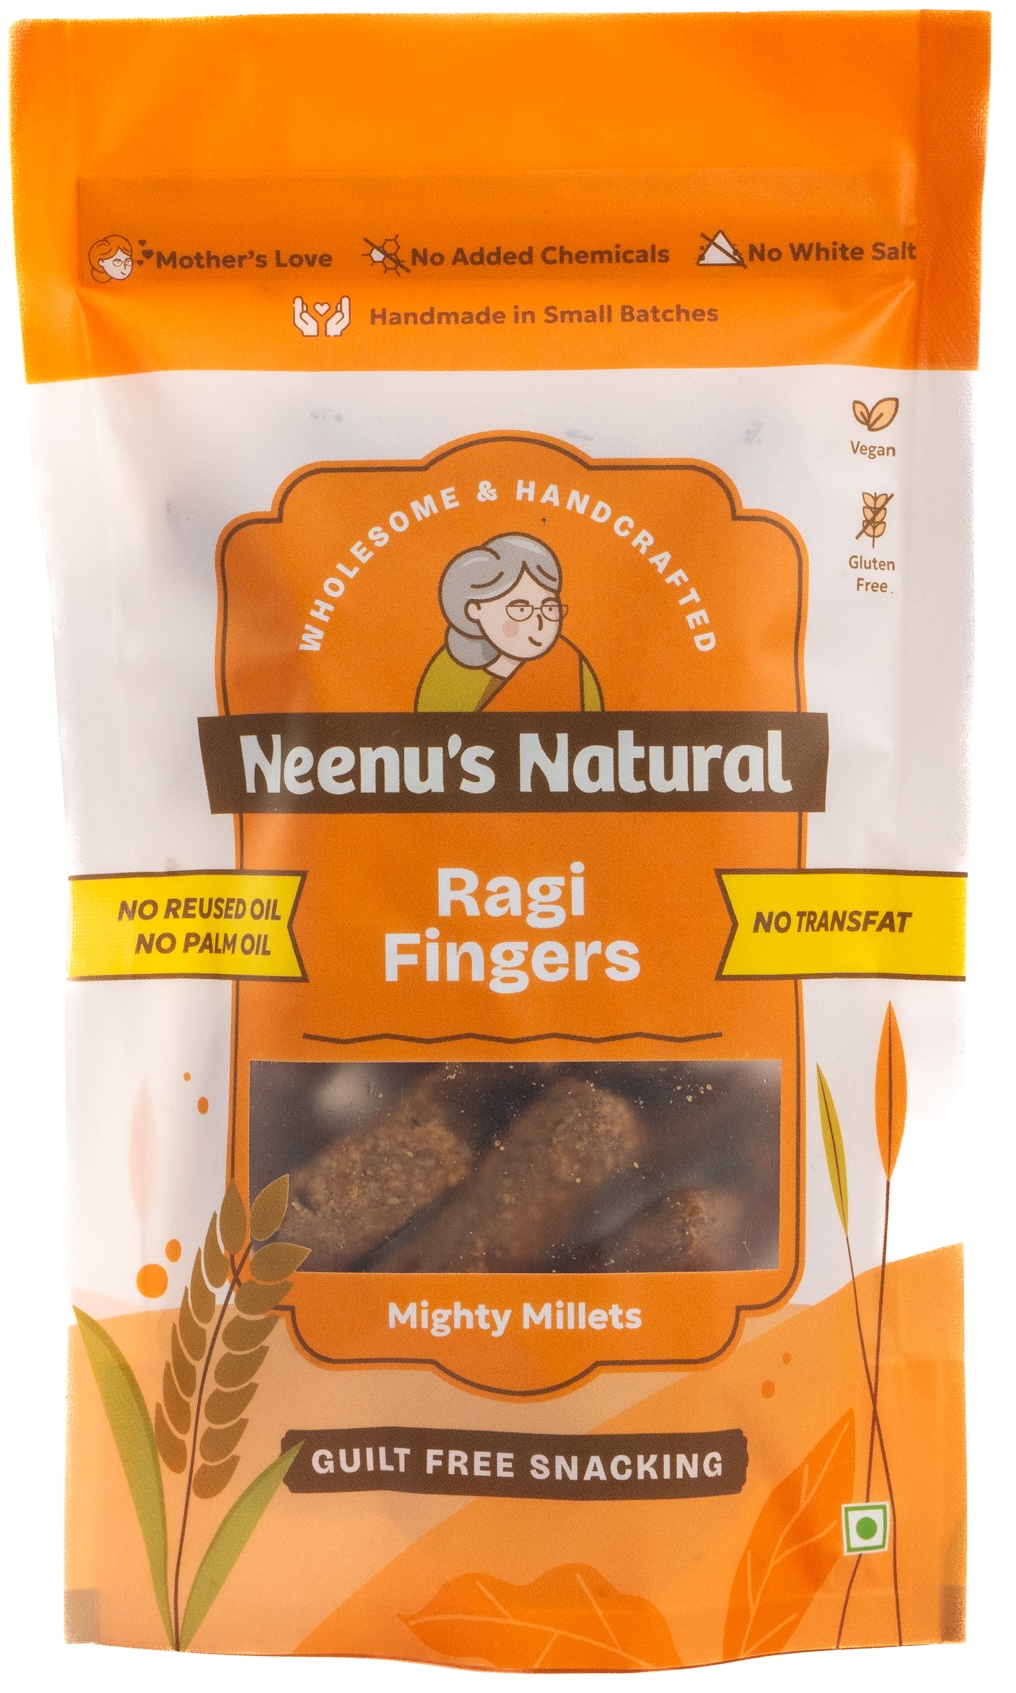 Mother's Love No Added Chemicals No White Salt
Handmade in Small Batches
Vegan
Gluten
Free
WHOLESOME & HANDCRAFTED
Neenu's Natural
Ragi
Fingers
NO REUSED OIL
NO PALM OIL
NO TRANSFAT
Mighty Millets
GUILT FREE SNACKING